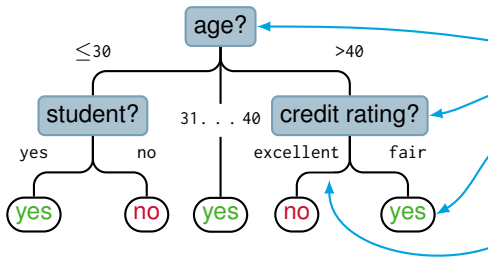 age?
≤30
>40
student?
31...40
credit rating?
yes
no
excellent
fair
yes
no
yes
no
yes